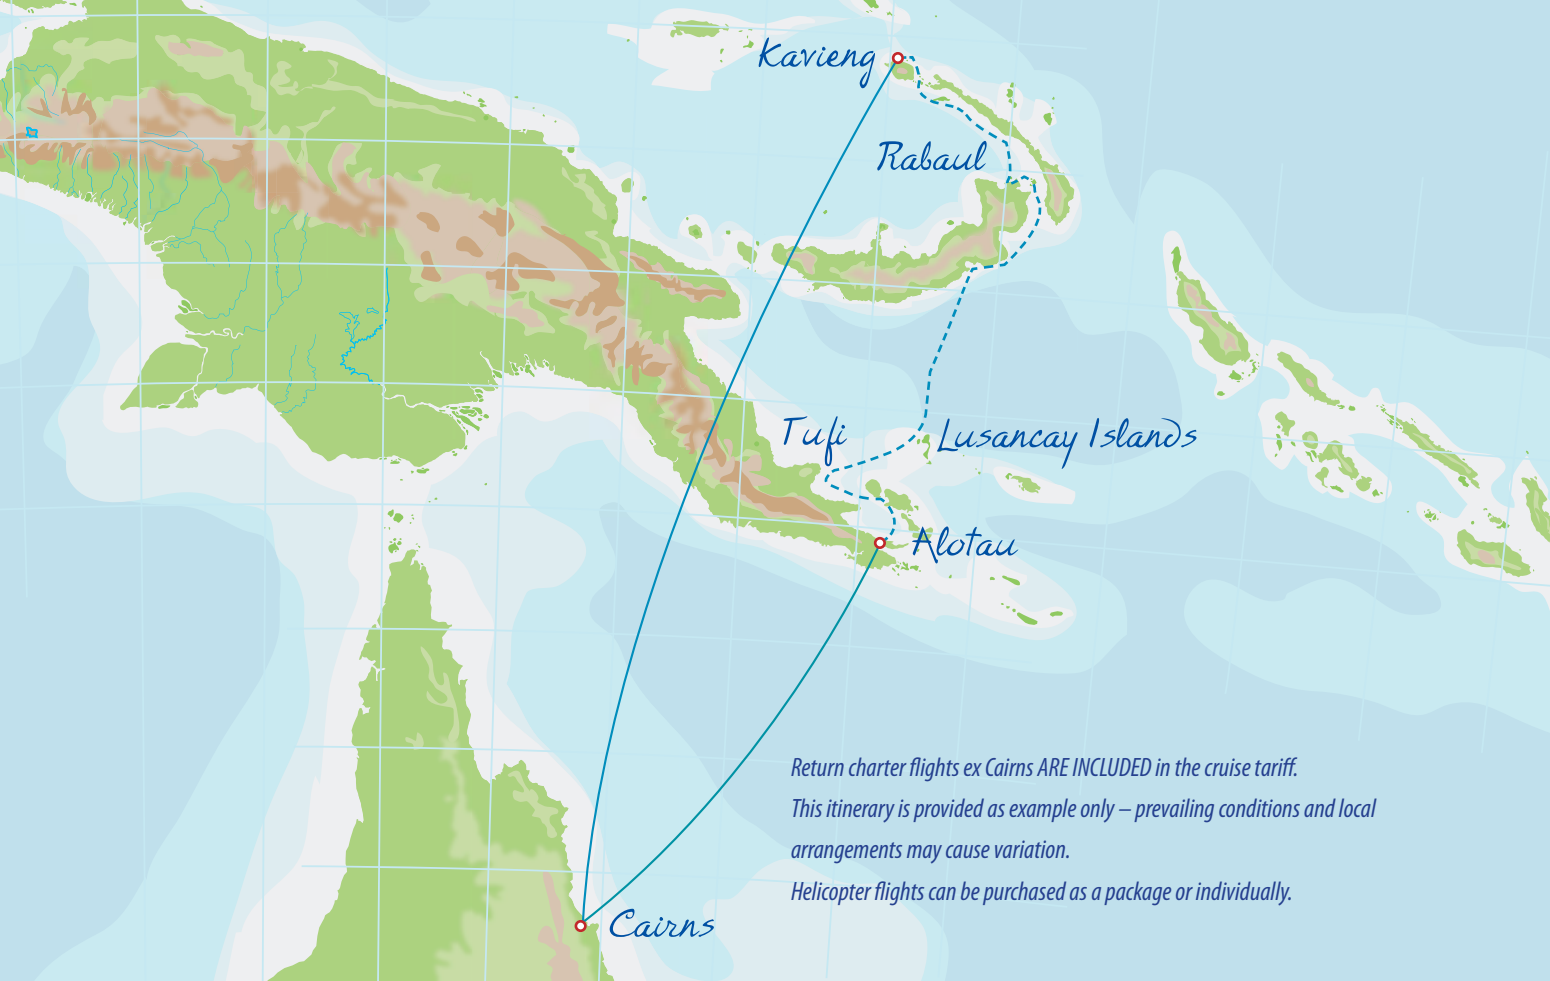 Kavieng
Rabaul
Tufi
Lusancay Islands
Alotau
Return charter flights ex Cairns ARE INCLUDED in the cruise tariff.
This itinerary is provided as example only – prevailing conditions and local
arrangements may cause variation.
Helicopter flights can be purchased as a package or individually.
Cairns